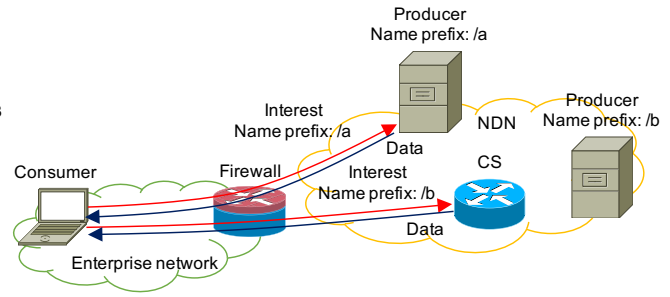 Producer
Name prefix: /a
Interest
Name prefix: /a
Data
NDN
Producer
Name prefix: /b
Consumer
Firewall
Interest
Name prefix: /b
CS
Data
Enterprise network